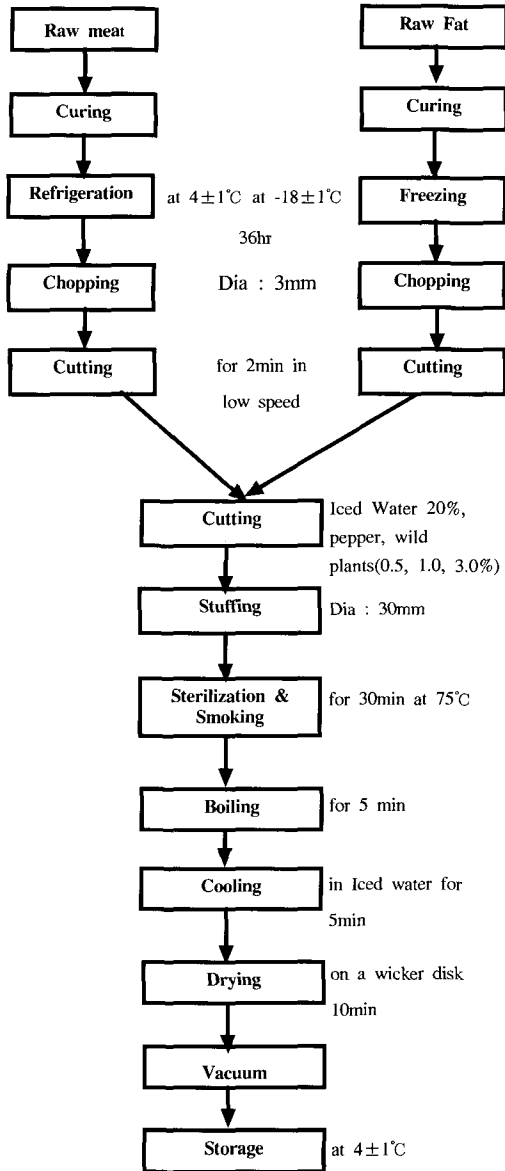 Raw meat
Raw Fat
Curing
Curing
Refrigeration
at 4±1℃ at -18±1℃
Freezing
36hr
Chopping
Dia : 3mm
Chopping
Cutting
for 2min in
Cutting
low speed
Cutting
Iced Water 20%,
pepper, wild
plants(0.5, 1.0, 3.0%)
Stuffing
Dia : 30mm
Sterilization &
Smoking
for 30min at 75℃
Boiling
for 5 min
Cooling
in Iced water for
5min
Drying
on a wicker disk
10min
Vacuum
Storage
at 4±1℃